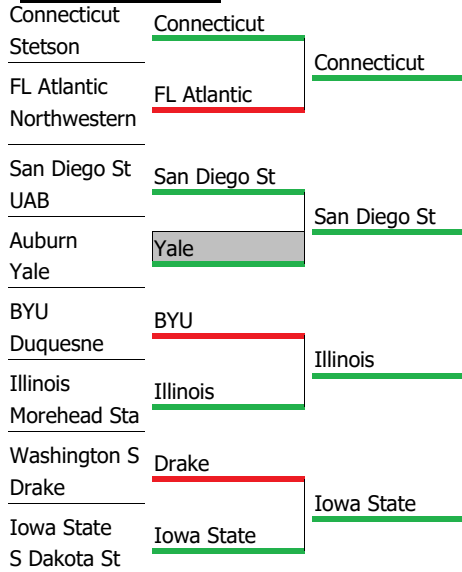 Connecticut
Stetson
FL Atlantic
Northwestern
San Diego St
UAB
Auburn
Yale
BYU
Duquesne
Illinois
Morehead Sta
Washington S
Drake
Iowa State
S Dakota St
Connecticut
FL Atlantic
San Diego St
Yale
BYU
Illinois
Drake
Iowa State
Connecticut
San Diego St
Illinois
Iowa State